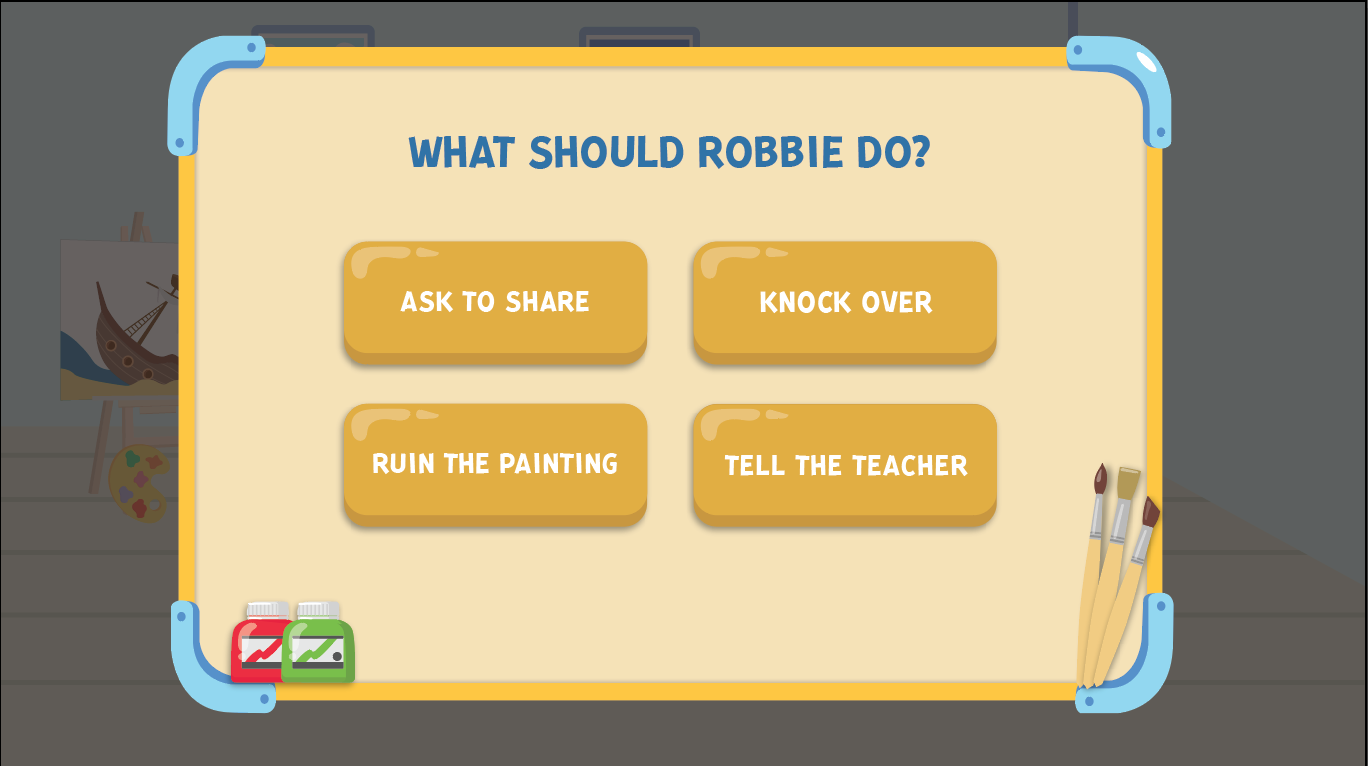 WHAT SHOULD ROBBIE DO?
ASK TO SHARE
KNOCK OVER
RUIN THE PAINTING
TELL THE TEACHER